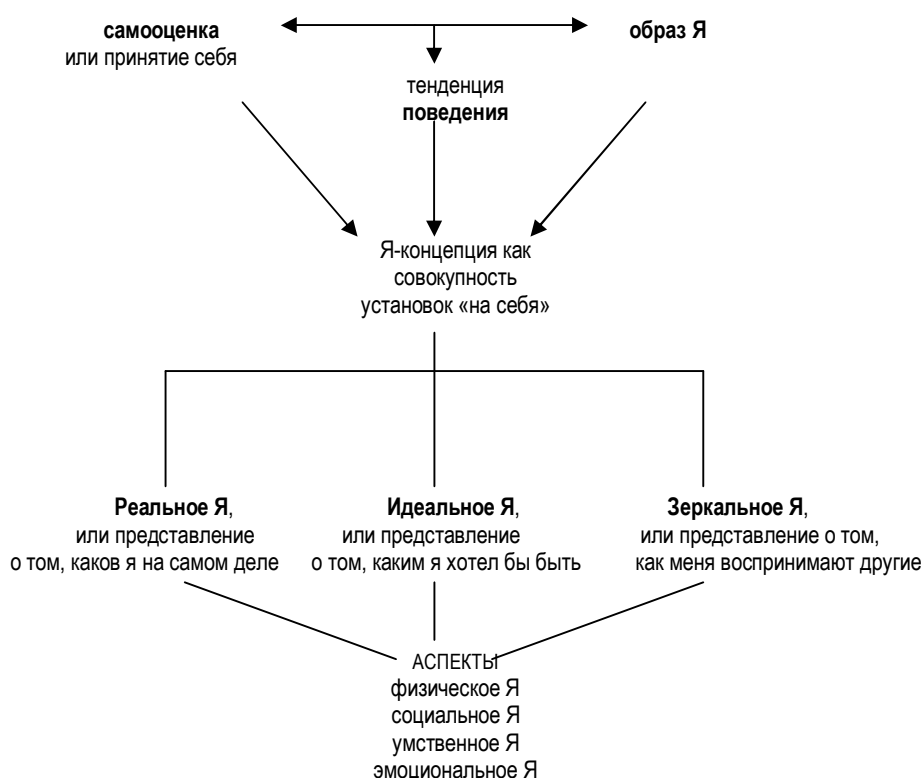 самооценка
или принятие себя
образ Я
тенденция
поведения
Я-концепция как
совокупность
установок «на себя»
Реальное Я,
или представление
о том, каков я на самом деле
Идеальное Я,
или представление
о том, каким я хотел бы быть
Зеркальное Я,
или представление о том,
как меня воспринимают другие
АСПЕКТЫ
физическое Я
социальное Я
умственное Я
эмоциональное Я